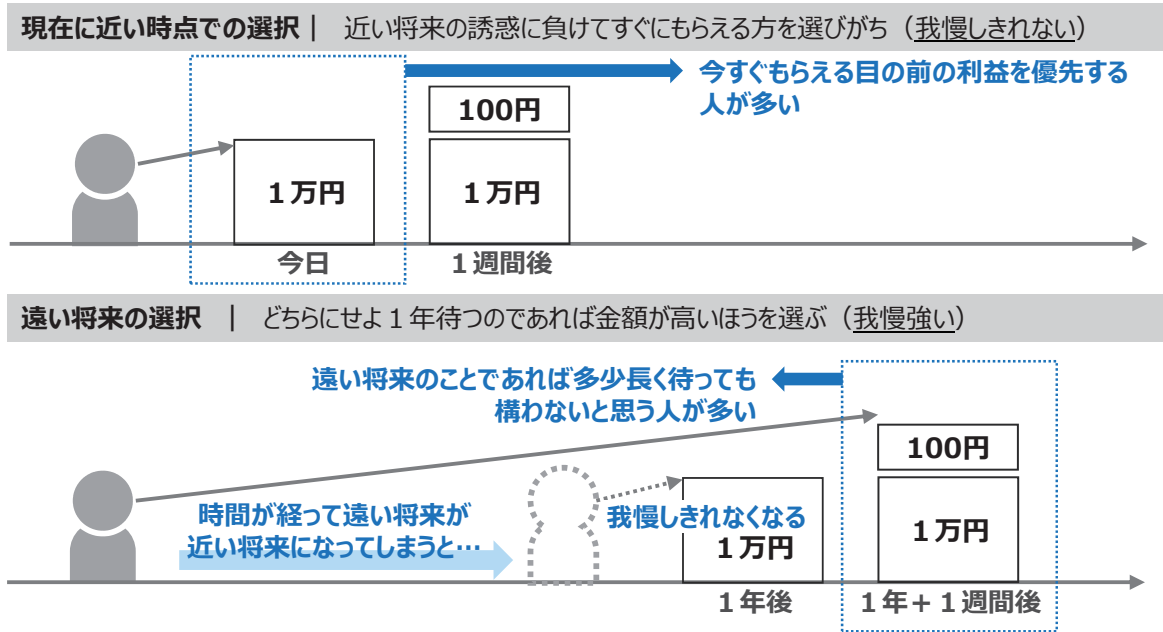 現在に近い時点での選択｜ 近い将来の誘惑に負けてすぐにもらえる方を選びがち（我慢しきれない）
今すぐもらえる目の前の利益を優先する
人が多い
100円
１万円
１万円
今日
１週間後
遠い将来の選択 ｜ どちらにせよ１年待つのであれば金額が高いほうを選ぶ（我慢強い）
遠い将来のことであれば多少長く待っても
構わないと思う人が多い
100円
時間が経って遠い将来が
近い将来になってしまうと…
我慢しきれなくなる
１万円
１万円
１年後
１年＋１週間後